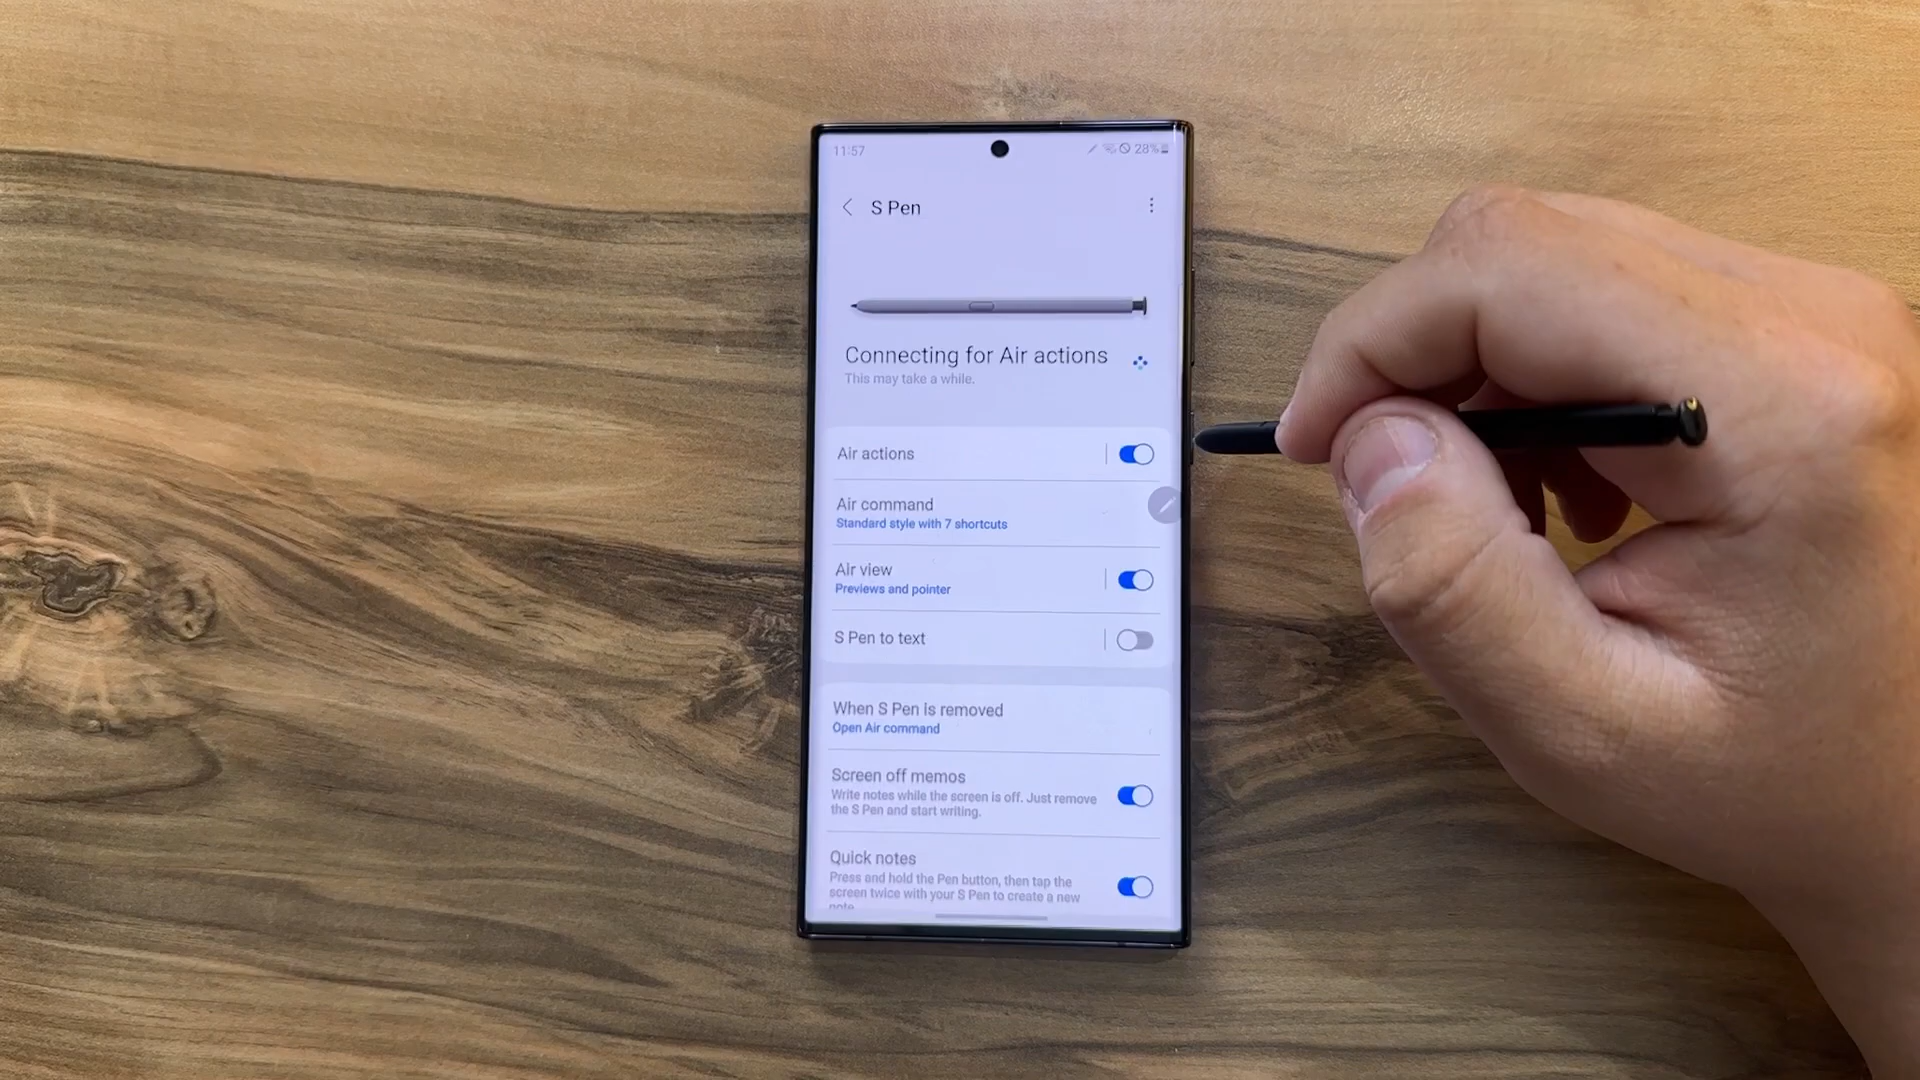 11:57
28%
S Pen
Connecting for Air actions
This may take a while.
Air actions
Air command
Standard style with 7 shortcuts
Air view
Previews and pointer
S Pen to text
When S Pen is removed
Open Air command
Screen off memos
Write notes while the screen is off. Just remove
the S Pen and start writing.
Quick notes
Press and hold the Pen button, then tap the
screen twice with your S Pen to create a new
note.